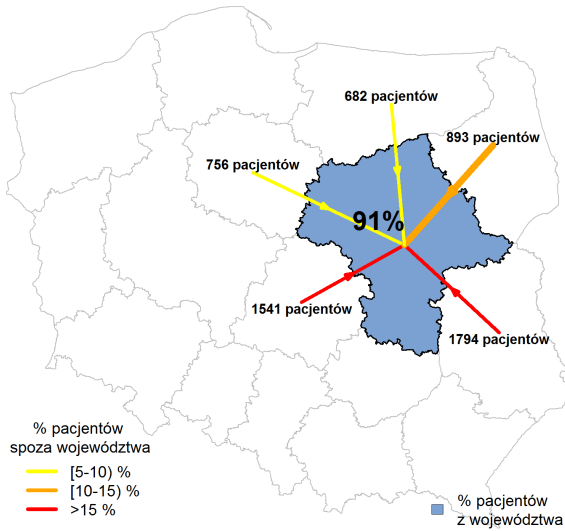 682 pacjentów
893 pacjentów
756 pacjentów
91%
1541 pacjentów
1794 pacjentów
% pacjentów
spoza województwa
[5-10) %
[10-15) %
>15 %
% pacjentów
z województwa